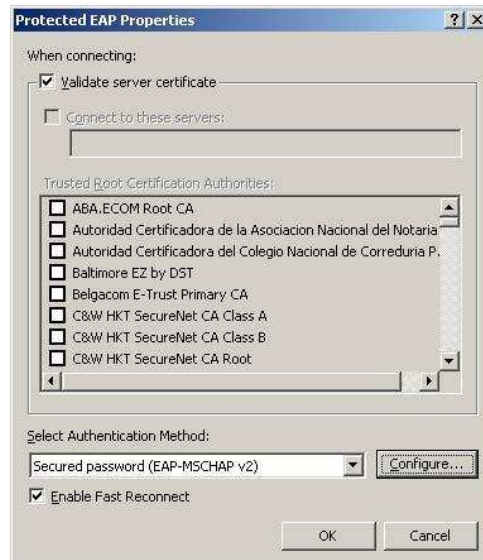 Protected EAP Properties
When connecting:
Validate server certificate
Connect to these servers:
Trusted Root Certification Authorities:
ABA.ECOM Root CA
Autoridad Certificadora de la Asociacion Nacional del Notaria
Autoridad Certificadora del Colegio Nacional de Correduria P.
Baltimore EZ by DST
Belgacom E-Trust Primary CA
C&W HKT SecureNet CA Class A
C&W HKT SecureNet CA Class B
C&W HKT SecureNet CA Root
Select Authentication Method:
Secured password (EAP-MSCHAP v2)
Configure...
Enable Fast Reconnect
OK Cancel